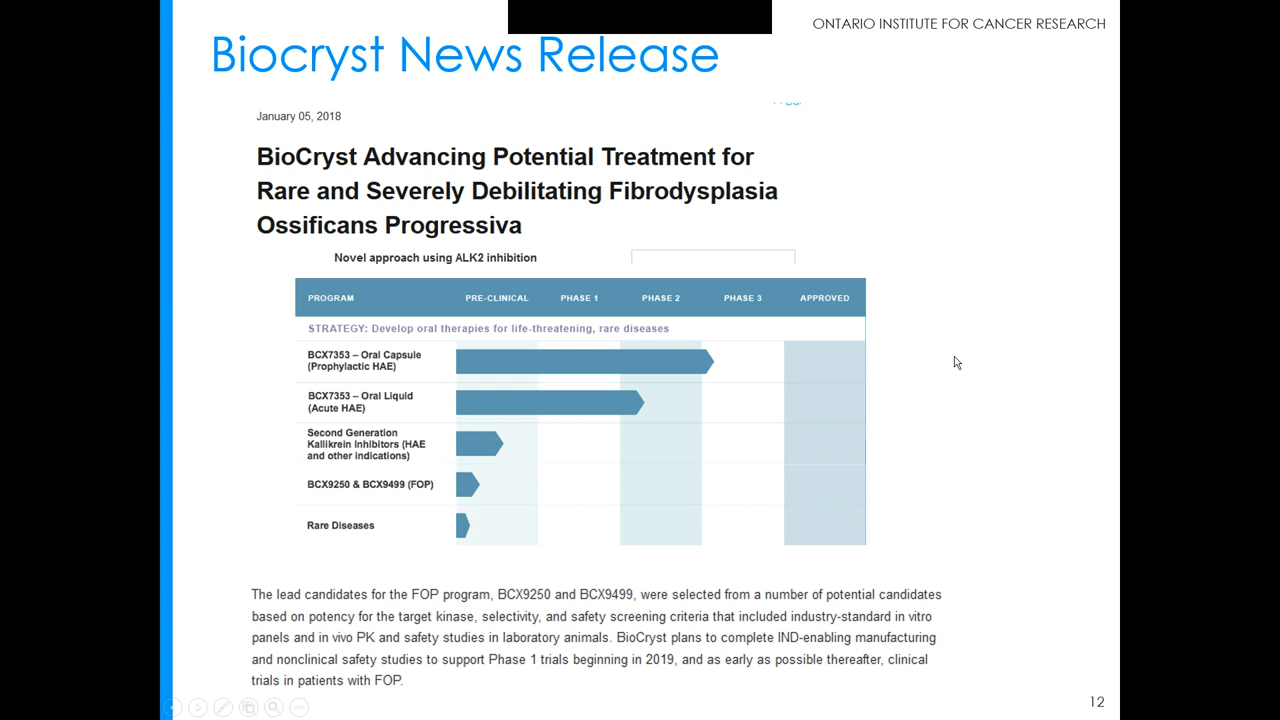 ONTARIO INSTITUTE FOR CANCER RESEARCH
Biocryst News Release
January 05, 2018
BioCryst Advancing Potential Treatment for
Rare and Severely Debilitating Fibrodysplasia
Ossificans Progressiva
Novel approach using ALK2 inhibition
PROGRAM PRE-CLINICAL PHASE 1 PHASE 2 PHASE 3 APPROVED
STRATEGY: Develop oral therapies for life-threatening, rare diseases
BCX7353 – Oral Capsule
(Prophylactic HAE)
BCX7353 – Oral Liquid
(Acute HAE)
Second Generation
Kallikrein Inhibitors (HAE
and other indications)
BCX9250 & BCX9499 (FOP)
Rare Diseases
The lead candidates for the FOP program, BCX9250 and BCX9499, were selected from a number of potential candidates
based on potency for the target kinase, selectivity, and safety screening criteria that included industry-standard in vitro
panels and in vivo PK and safety studies in laboratory animals. BioCryst plans to complete IND-enabling manufacturing
and nonclinical safety studies to support Phase 1 trials beginning in 2019, and as early as possible thereafter, clinical
trials in patients with FOP.
12